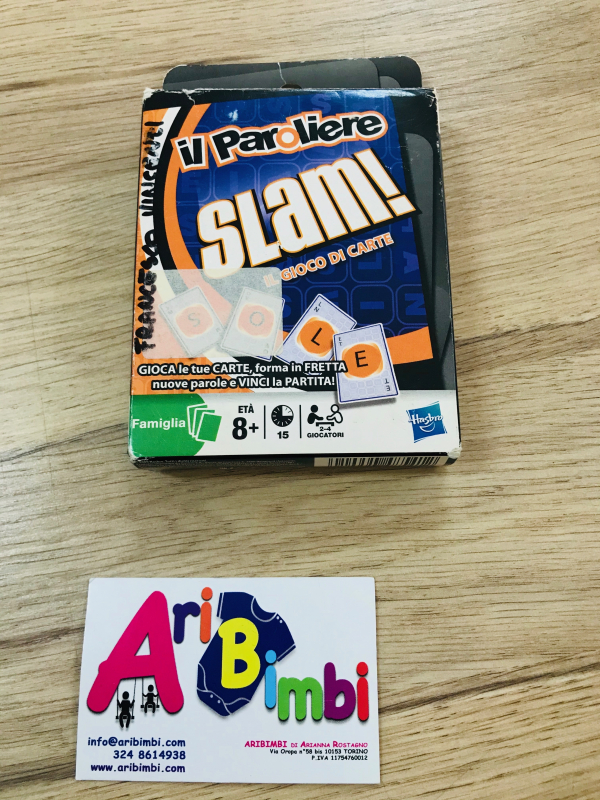 il Paroliere
SLam!
IL GIOCO DI CARTE
FRANCESCO VINCENZI
S O L E
GIOCA le tue CARTE, forma in FRETTA
nuove parole e VINCI la PARTITA!
Famiglia
ETÀ
8+
15
2-4
GIOCATORI
Hasbro
AriBimbi
info@aribimbi.com
324 8614938
www.aribimbi.com
ARIBIMBI DI ARIANNA ROSTAGNO
Via Oropa n°58 bis 10153 TORINO
P.IVA 11754760012